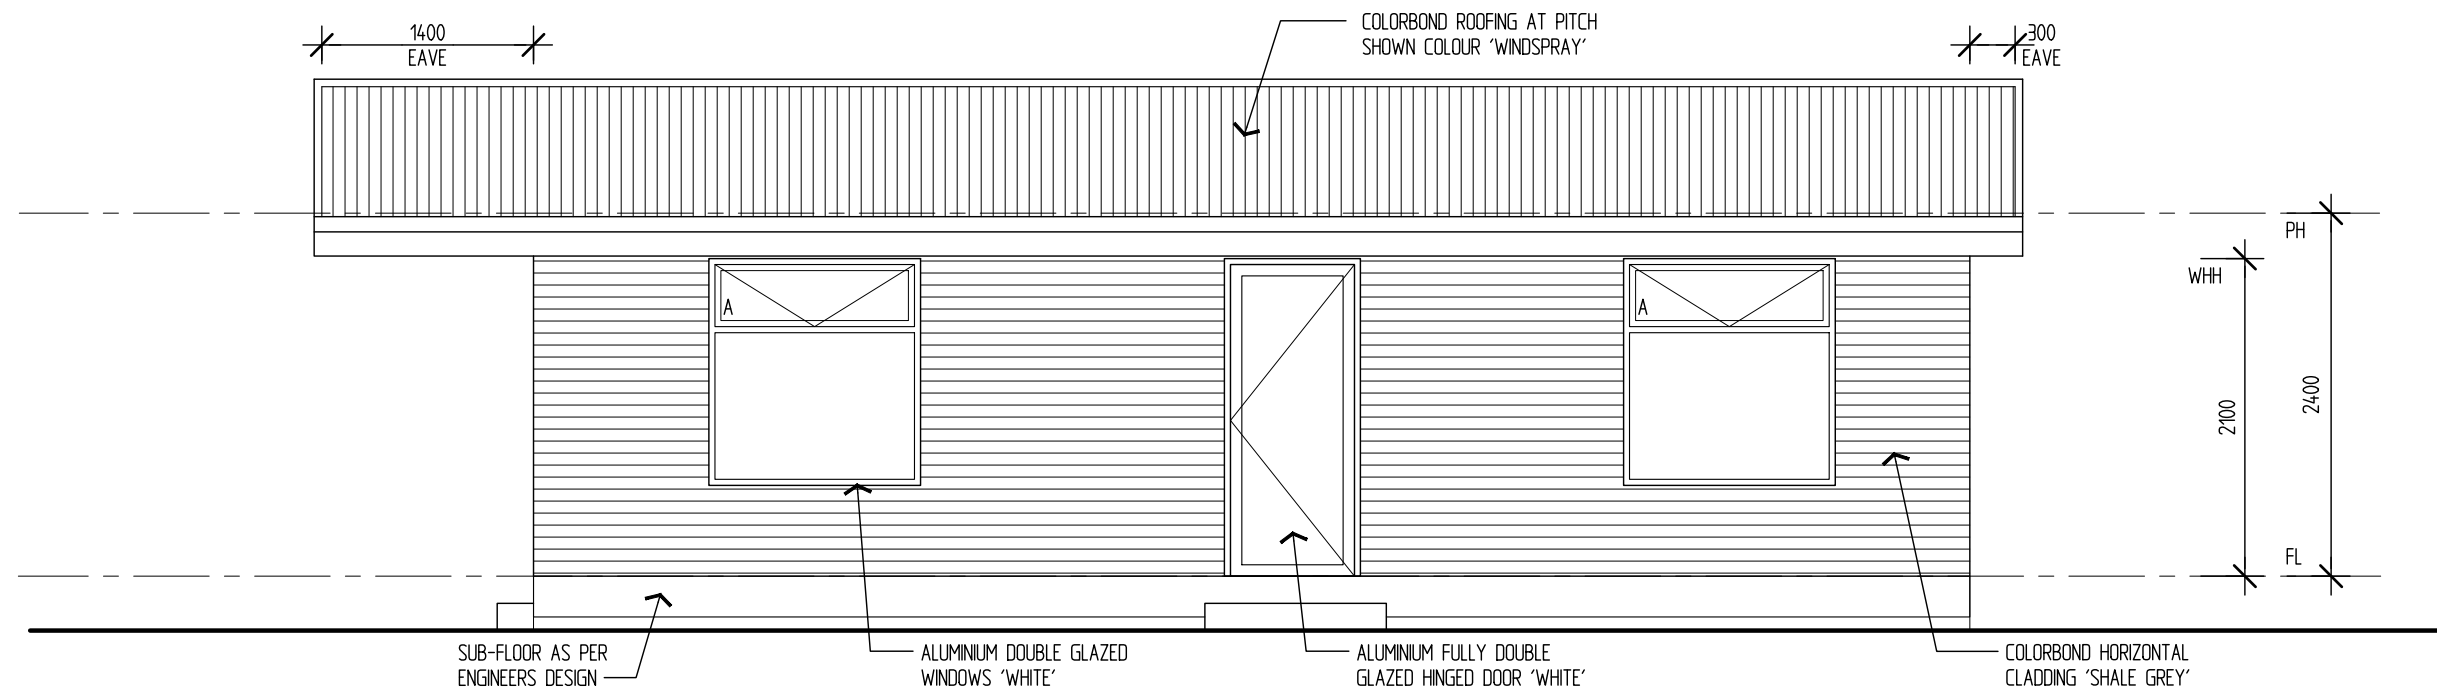 COLORBOND ROOFING AT PITCH
SHOWN COLOUR 'WINDSPRAY'
1400
EAVE
300
EAVE
PH
WHH
A
A
2100
2400
FL
SUB-FLOOR AS PER
ENGINEERS DESIGN
ALUMINIUM DOUBLE GLAZED
WINDOWS 'WHITE'
ALUMINIUM FULLY DOUBLE
GLAZED HINGED DOOR 'WHITE'
COLORBOND HORIZONTAL
CLADDING 'SHALE GREY'